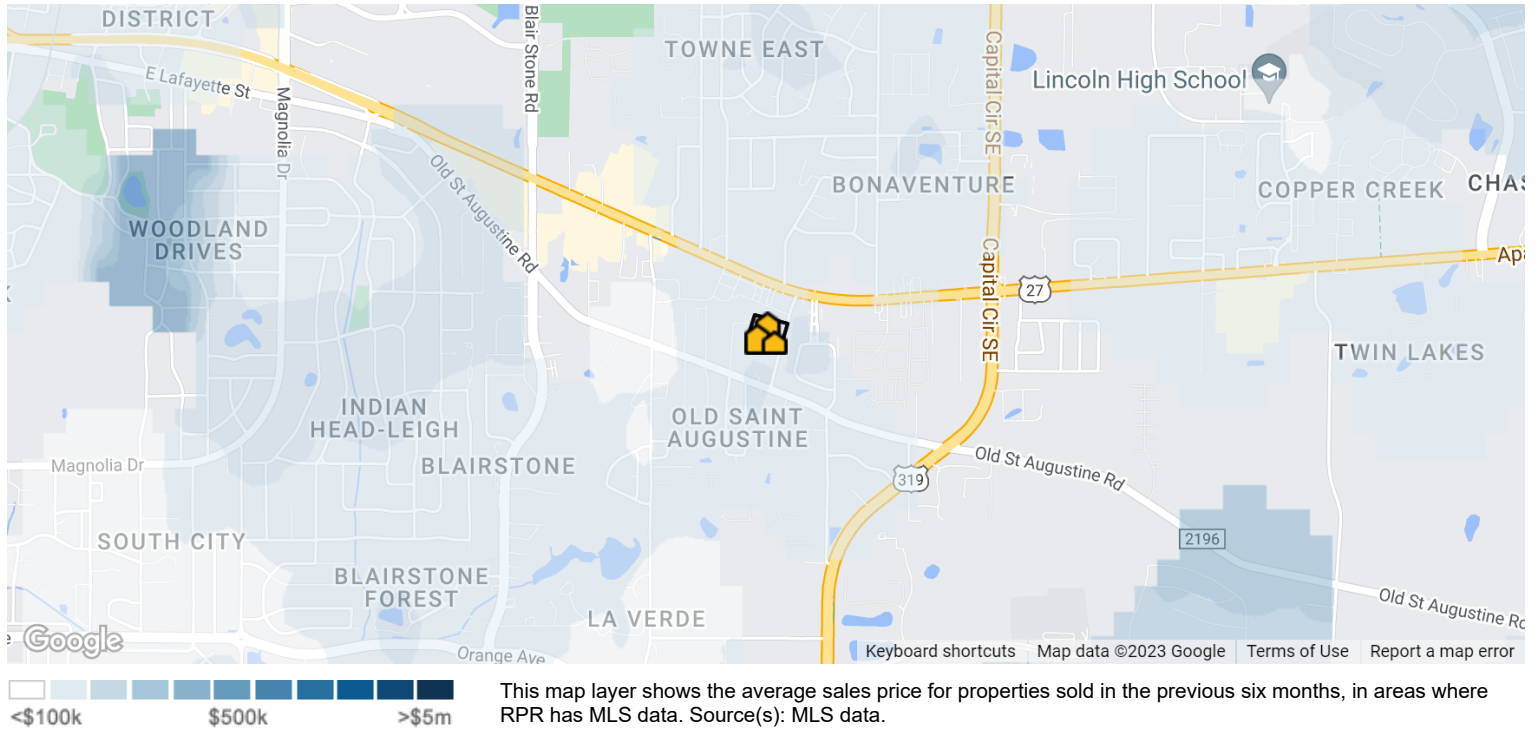 DISTRICT
Blair Stone Rd
TOWNE EAST
Capital Cir SE
Lincoln High School
E Lafayette St
Magnolia Dr
Old St Augustine Rd
BONAVENTURE
COPPER CREEK
CHAS
WOODLAND
DRIVES
Capital Cir SE
Apa
27
TWIN LAKES
INDIAN
HEAD-LEIGH
OLD SAINT
AUGUSTINE
BLAIRSTONE
Magnolia Dr
319
Old St Augustine Rd
SOUTH CITY
2196
BLAIRSTONE
FOREST
LA VERDE
Old St Augustine Rd
Google
Orange Ave
Keyboard shortcuts
Map data ©2023 Google
Terms of Use
Report a map error
<$100k
$500k
>$5m
This map layer shows the average sales price for properties sold in the previous six months, in areas where
RPR has MLS data. Source(s): MLS data.